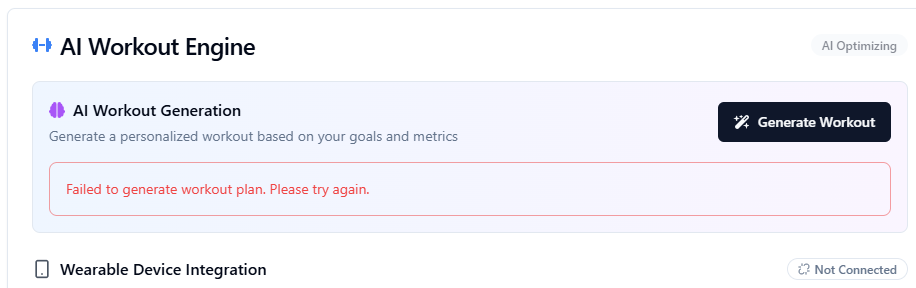 AI Workout Engine
AI Optimizing
AI Workout Generation
Generate a personalized workout based on your goals and metrics
Generate Workout
Failed to generate workout plan. Please try again.
Wearable Device Integration
Not Connected